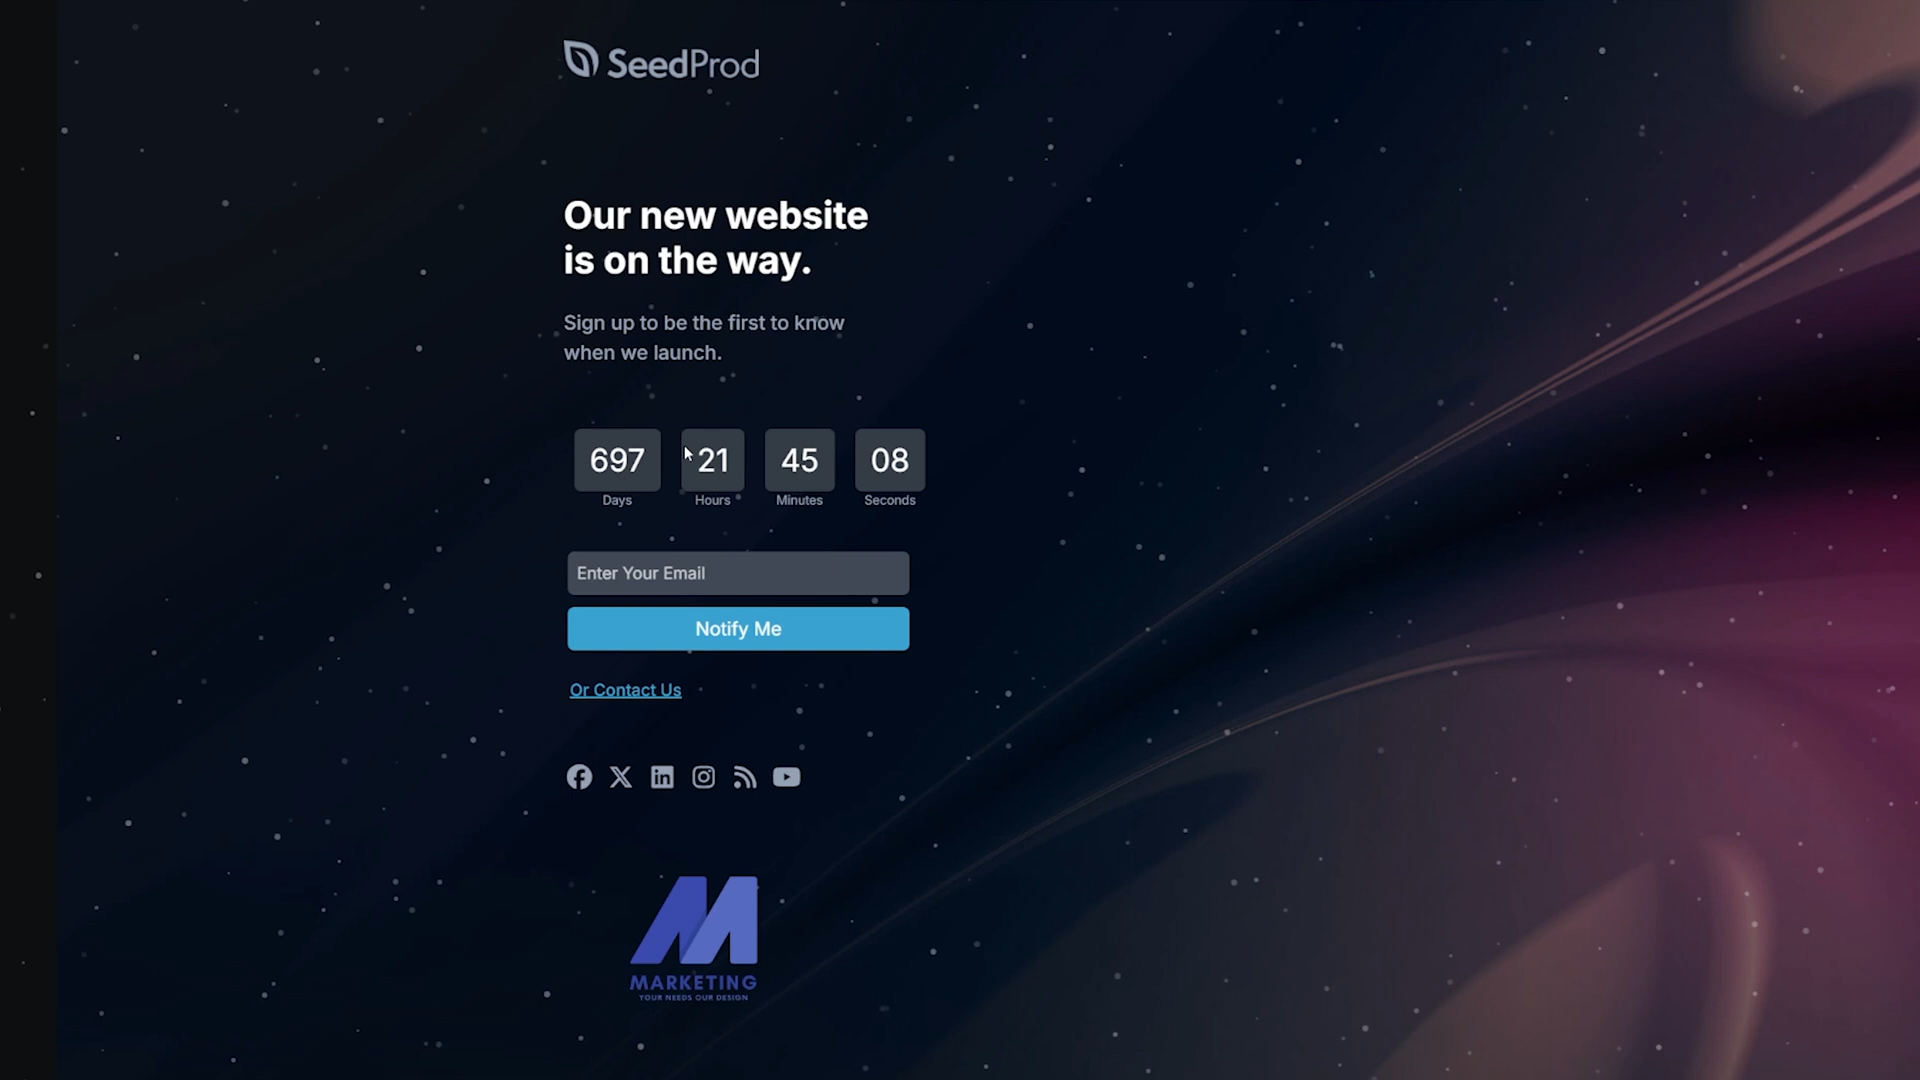 SeedProd
Our new website
is on the way.
Sign up to be the first to know
when we launch.
697 21 45 08
Days Hours Minutes Seconds
Enter Your Email
Notify Me
Or Contact Us
MARKETING
YOUR NEEDS OUR DESIGN